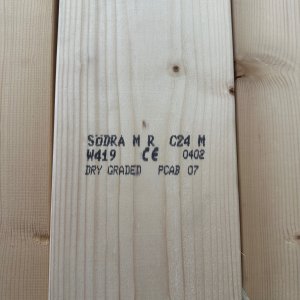 SÖDRA M R C24 M
W419 CE 0402
DRY GRADED PCAB 07